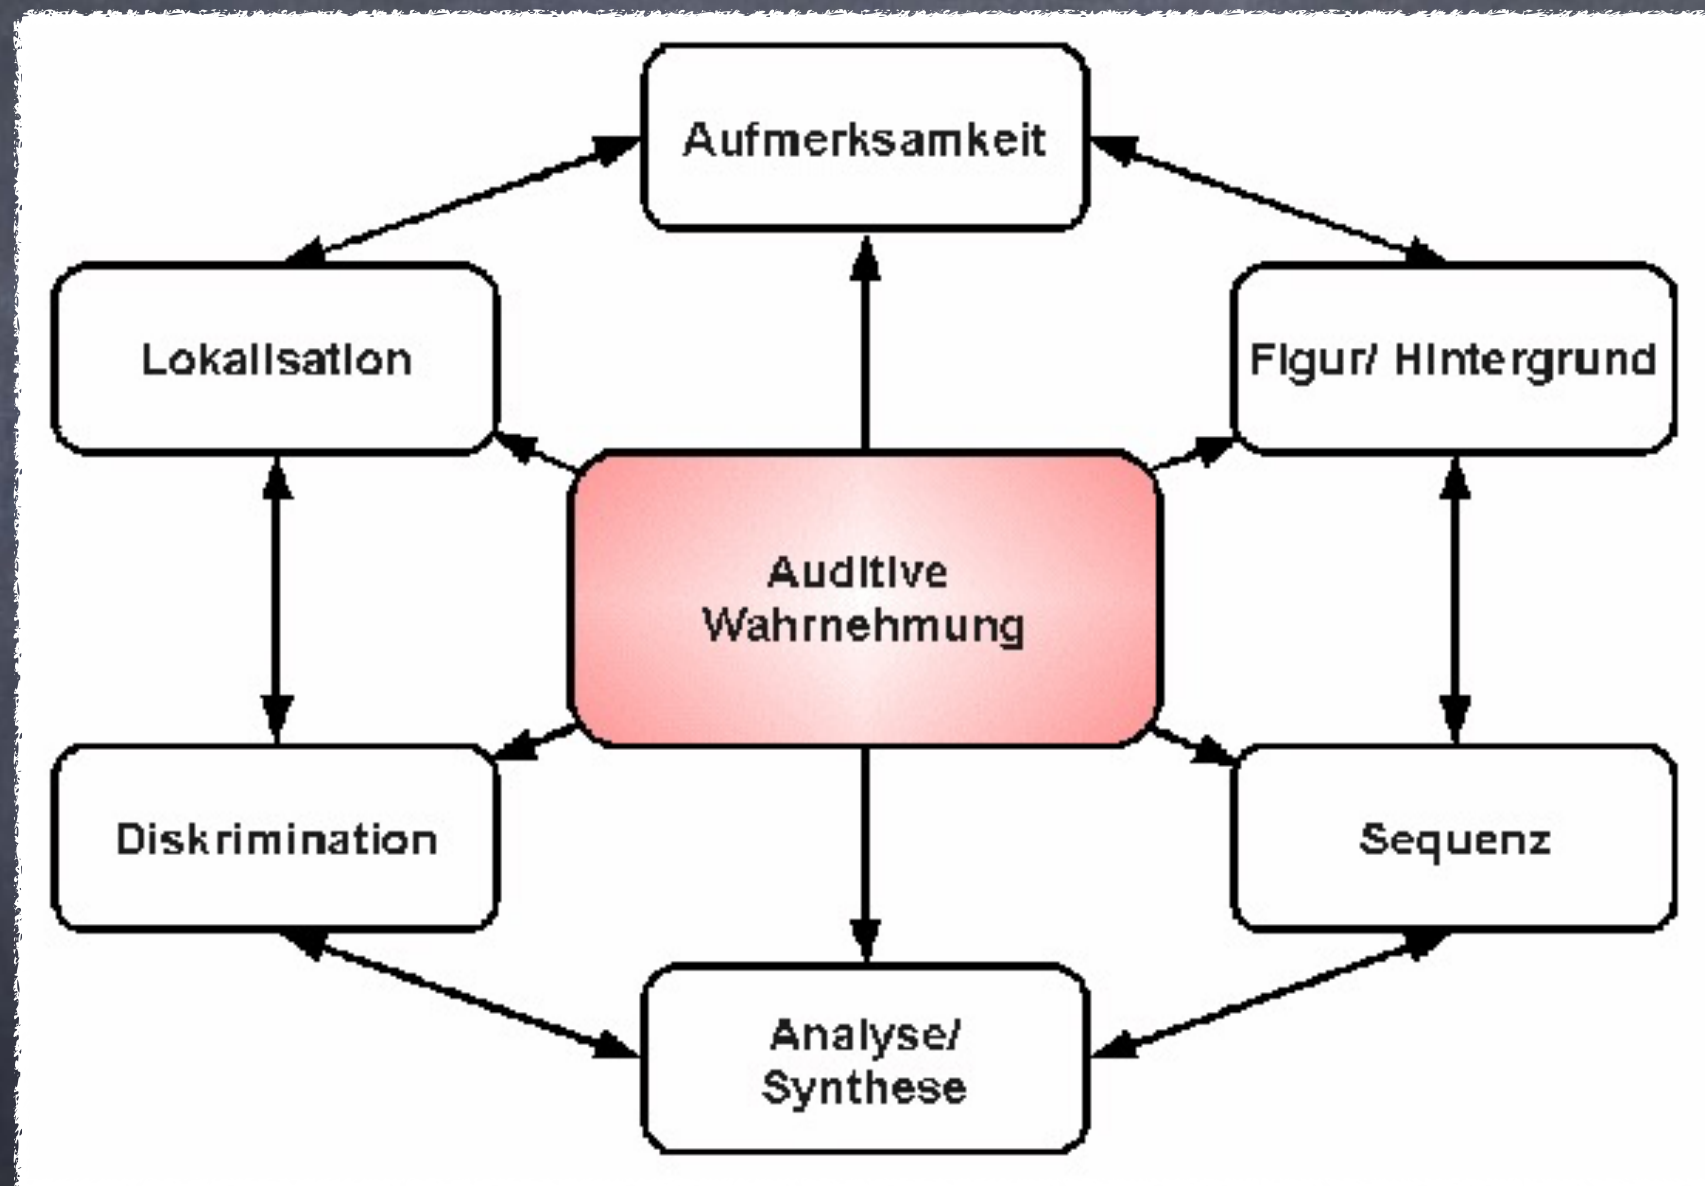 Aufmerksamkeit
Lokalisation
Figur/ Hintergrund
Auditive
Wahrnehmung
Diskrimination
Sequenz
Analyse/
Synthese